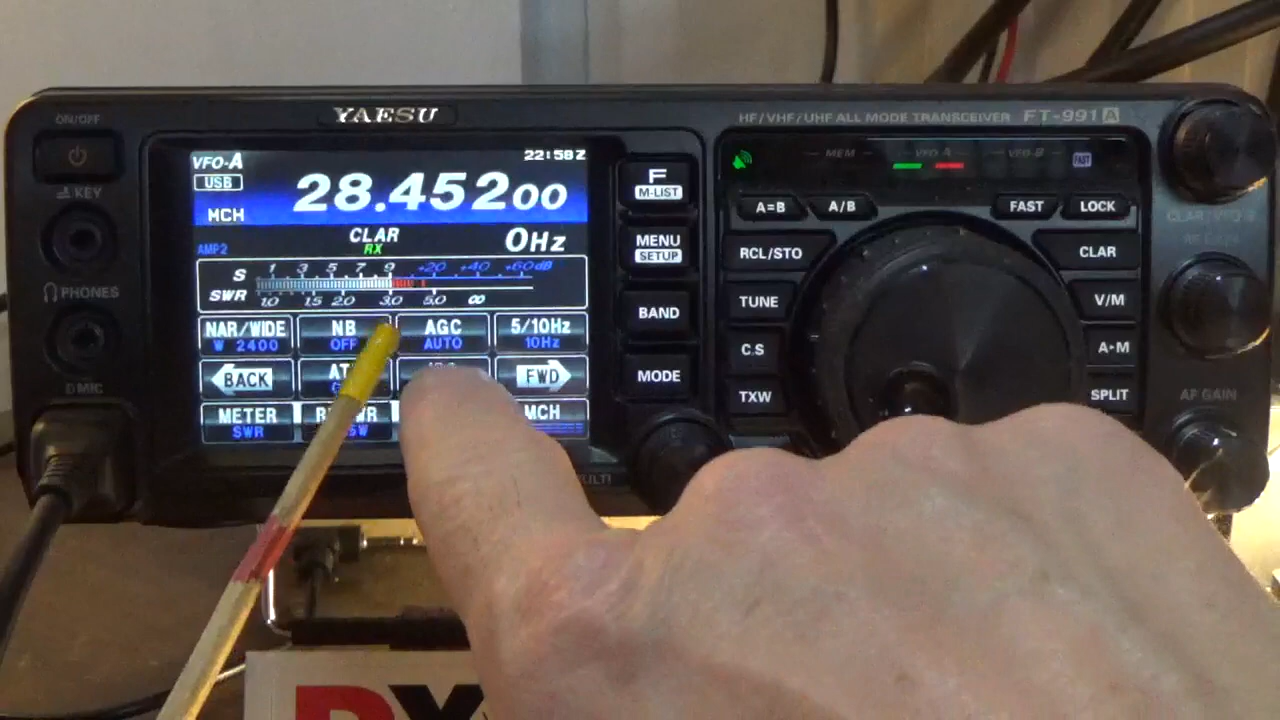 YAESU
HF/VHF/UHF ALL MODE TRANSCEIVER FT-991A
ON/OFF
KEY
PHONES
MIC
VFO-A
22:58Z
USB
28.45200
MCH
CLAR
RX
0Hz
AMP2
S 1 3 5 7 9 +20 +40 +60dB
SWR 1.0 1.5 2.0 3.0 5.0 ∞
NAR/WIDE
W 2400
NB
OFF
AGC
AUTO
5/10Hz
10Hz
BACK
FWD
METER
SWR
MCH
F
M-LIST
MENU
SETUP
BAND
MODE
MEM
VFO-A
VFO-B
FAST
A=B
A/B
FAST
LOCK
RCL/STO
CLAR
TUNE
V/M
C.S
A▸M
TXW
SPLIT
AF GAIN
DX